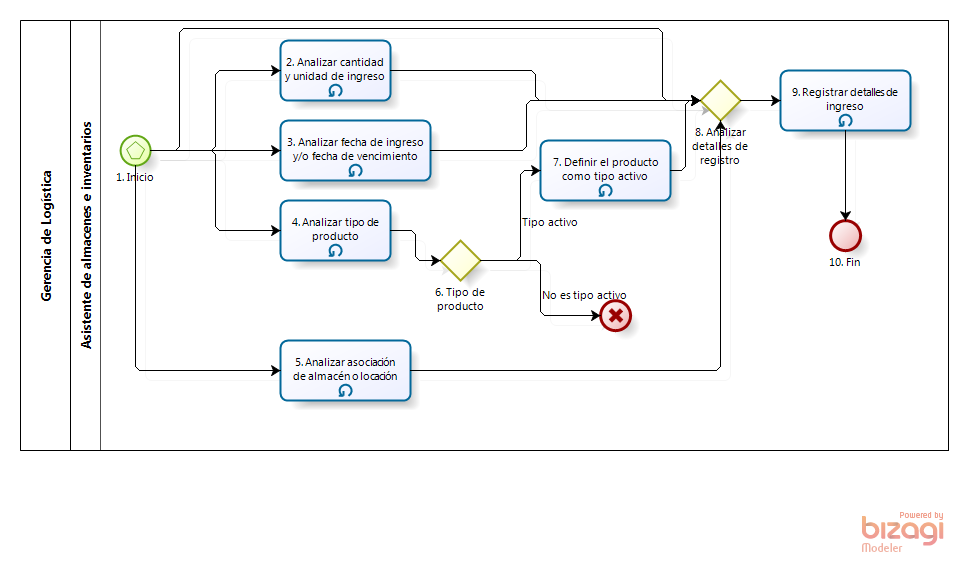 Gerencia de Logística
Asistente de almacenes e inventarios
1. Inicio
2. Analizar cantidad
y unidad de ingreso
3. Analizar fecha de ingreso
y/o fecha de vencimiento
4. Analizar tipo de
producto
5. Analizar asociación
de almacén o locación
6. Tipo de
producto
Tipo activo
No es tipo activo
7. Definir el producto
como tipo activo
8. Analizar
detalles de
registro
9. Registrar detalles de
ingreso
10. Fin
Powered by
bizagi
Modeler